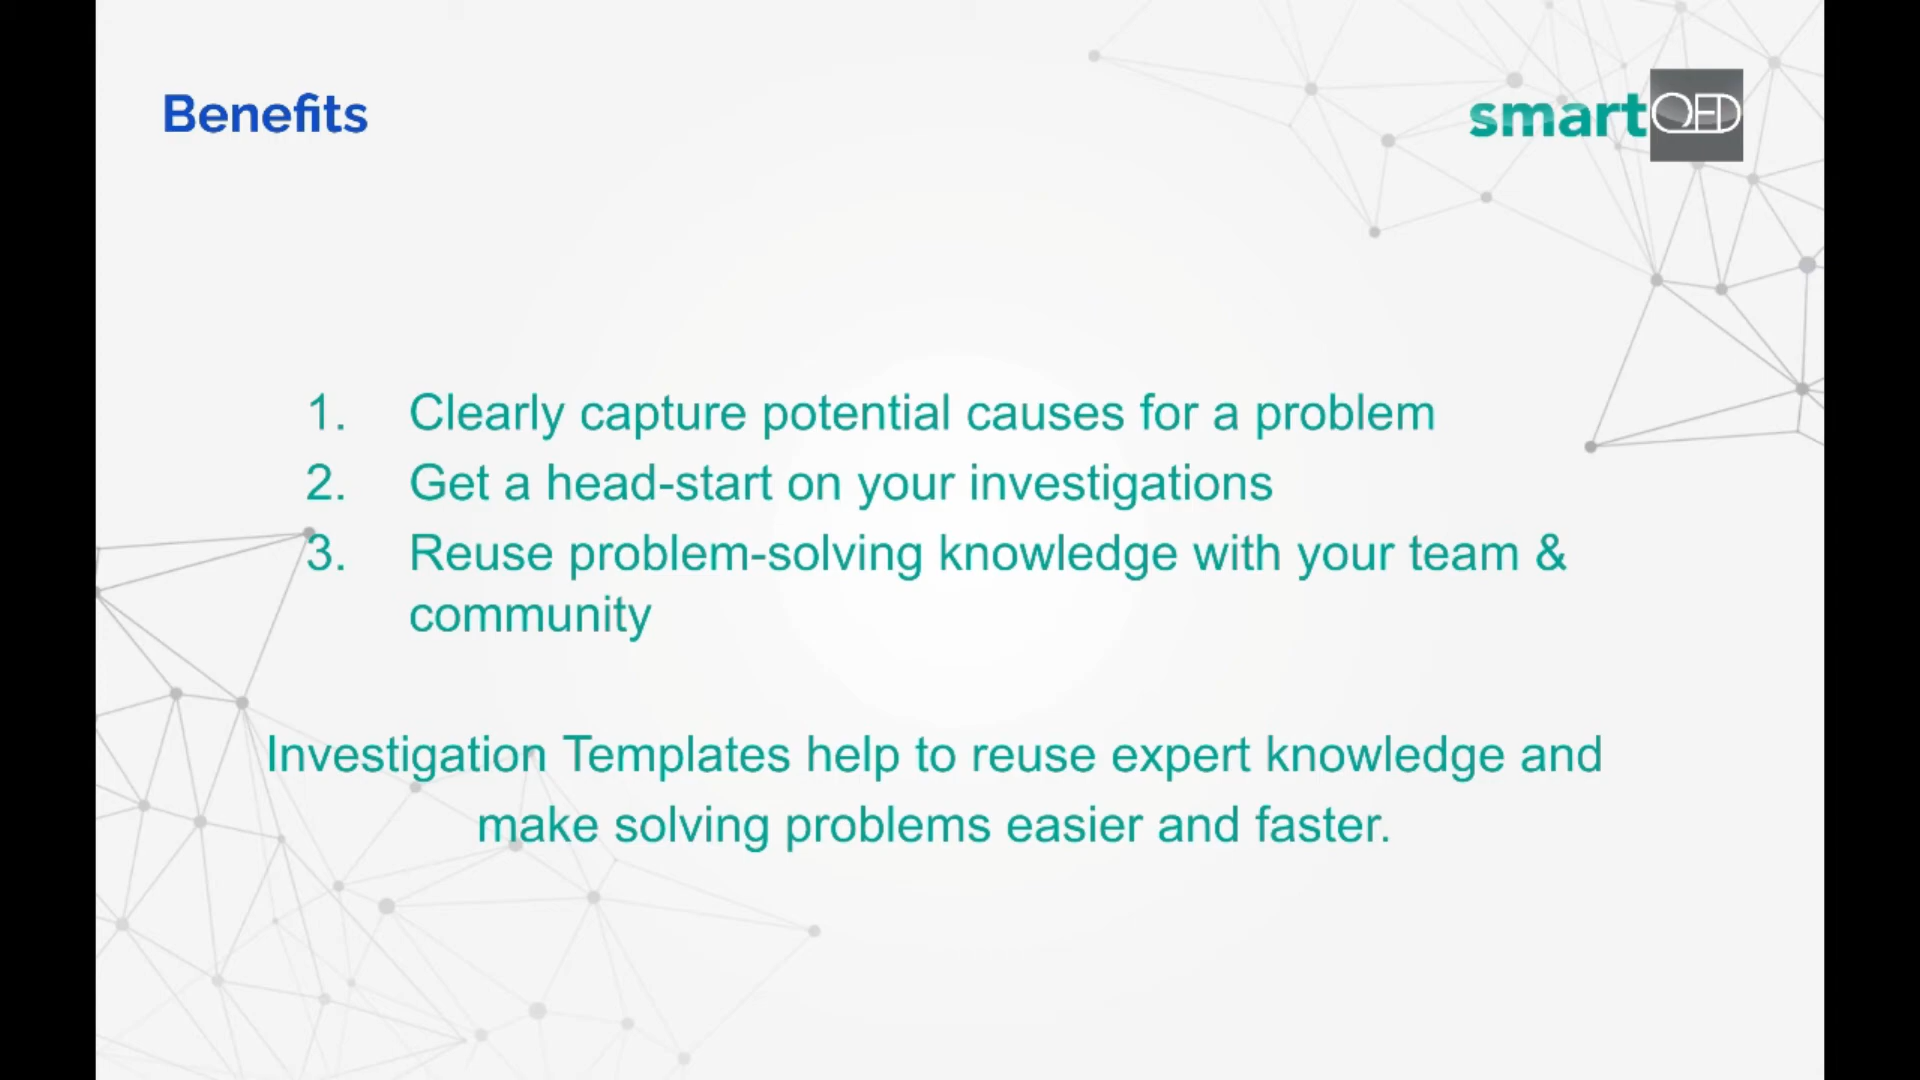 Benefits
smartQED
1. Clearly capture potential causes for a problem
2. Get a head-start on your investigations
3. Reuse problem-solving knowledge with your team &
community
Investigation Templates help to reuse expert knowledge and
make solving problems easier and faster.